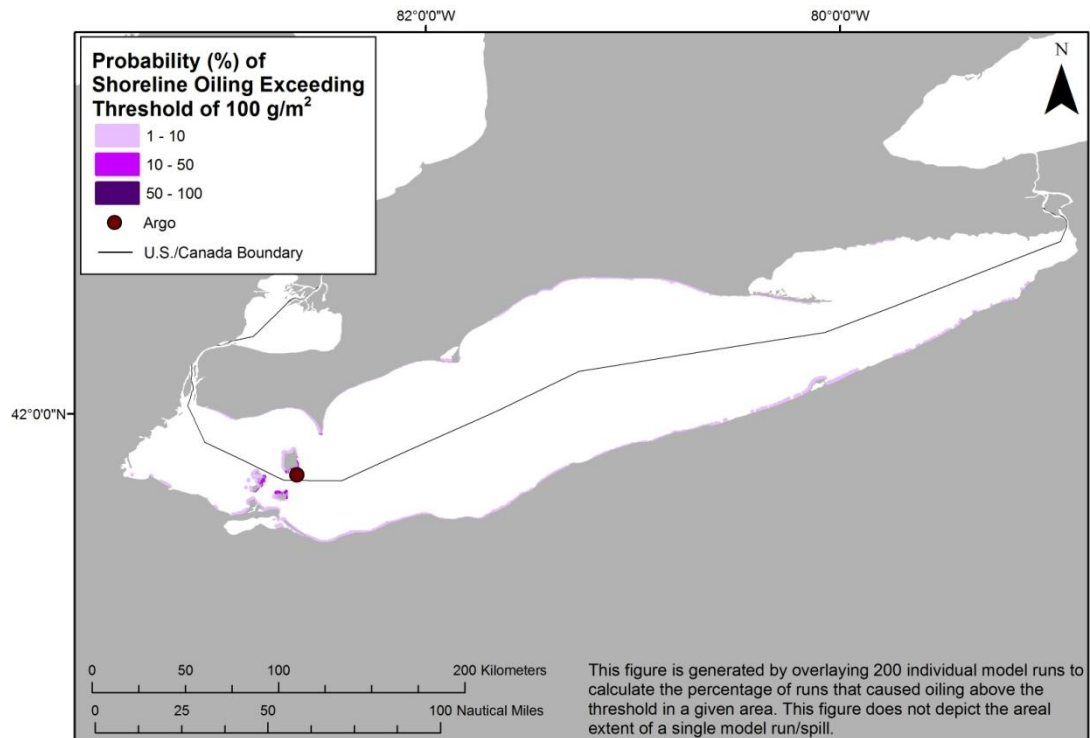 82°0'0"W
80°0'0"W
Probability (%) of
Shoreline Oiling Exceeding
Threshold of 100 g/m²
1 - 10
10 - 50
50 - 100
Argo
U.S./Canada Boundary
N
42°0'0"N
0 50 100 200 Kilometers
0 25 50 100 Nautical Miles
This figure is generated by overlaying 200 individual model runs to
calculate the percentage of runs that caused oiling above the
threshold in a given area. This figure does not depict the areal
extent of a single model run/spill.